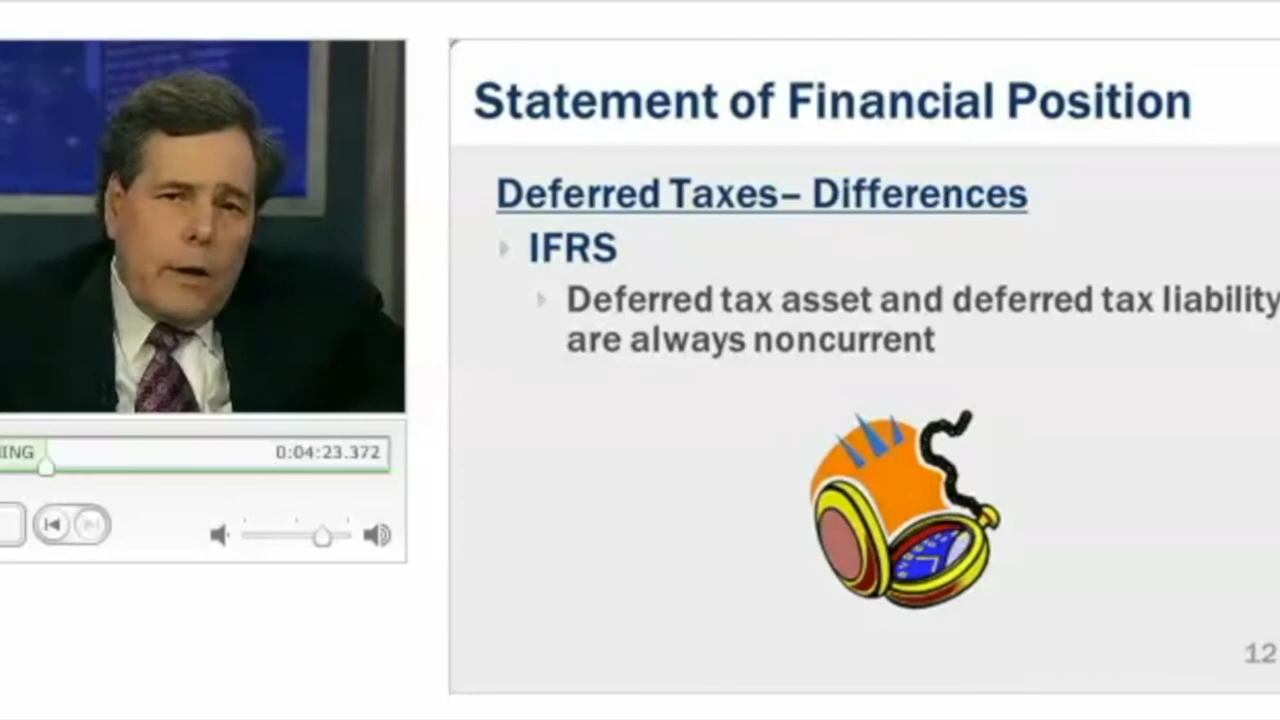 Statement of Financial Position
Deferred Taxes– Differences
IFRS
Deferred tax asset and deferred tax liability
are always noncurrent
ING
0:04:23.372
12